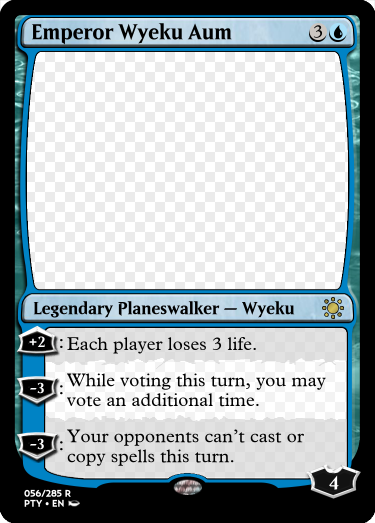 Emperor Wyeku Aum 3
Legendary Planeswalker — Wyeku
+2: Each player loses 3 life.
-3: While voting this turn, you may
vote an additional time.
-3: Your opponents can't cast or
copy spells this turn.
4
056/285 R
PTY • EN